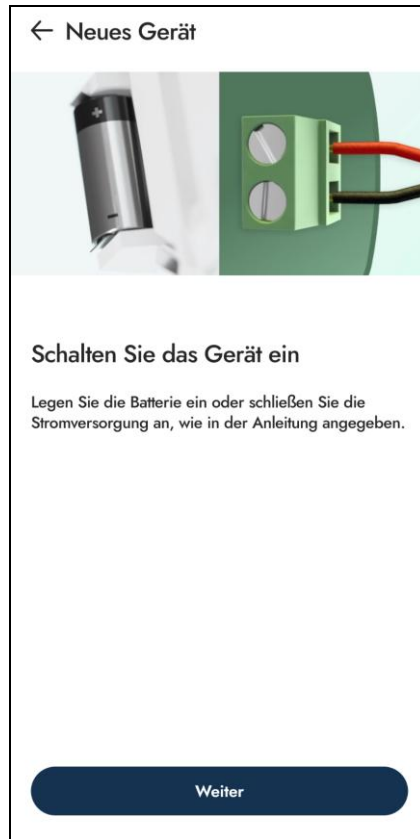 Neues Gerät
Schalten Sie das Gerät ein
Legen Sie die Batterie ein oder schließen Sie die
Stromversorgung an, wie in der Anleitung angegeben.
Weiter